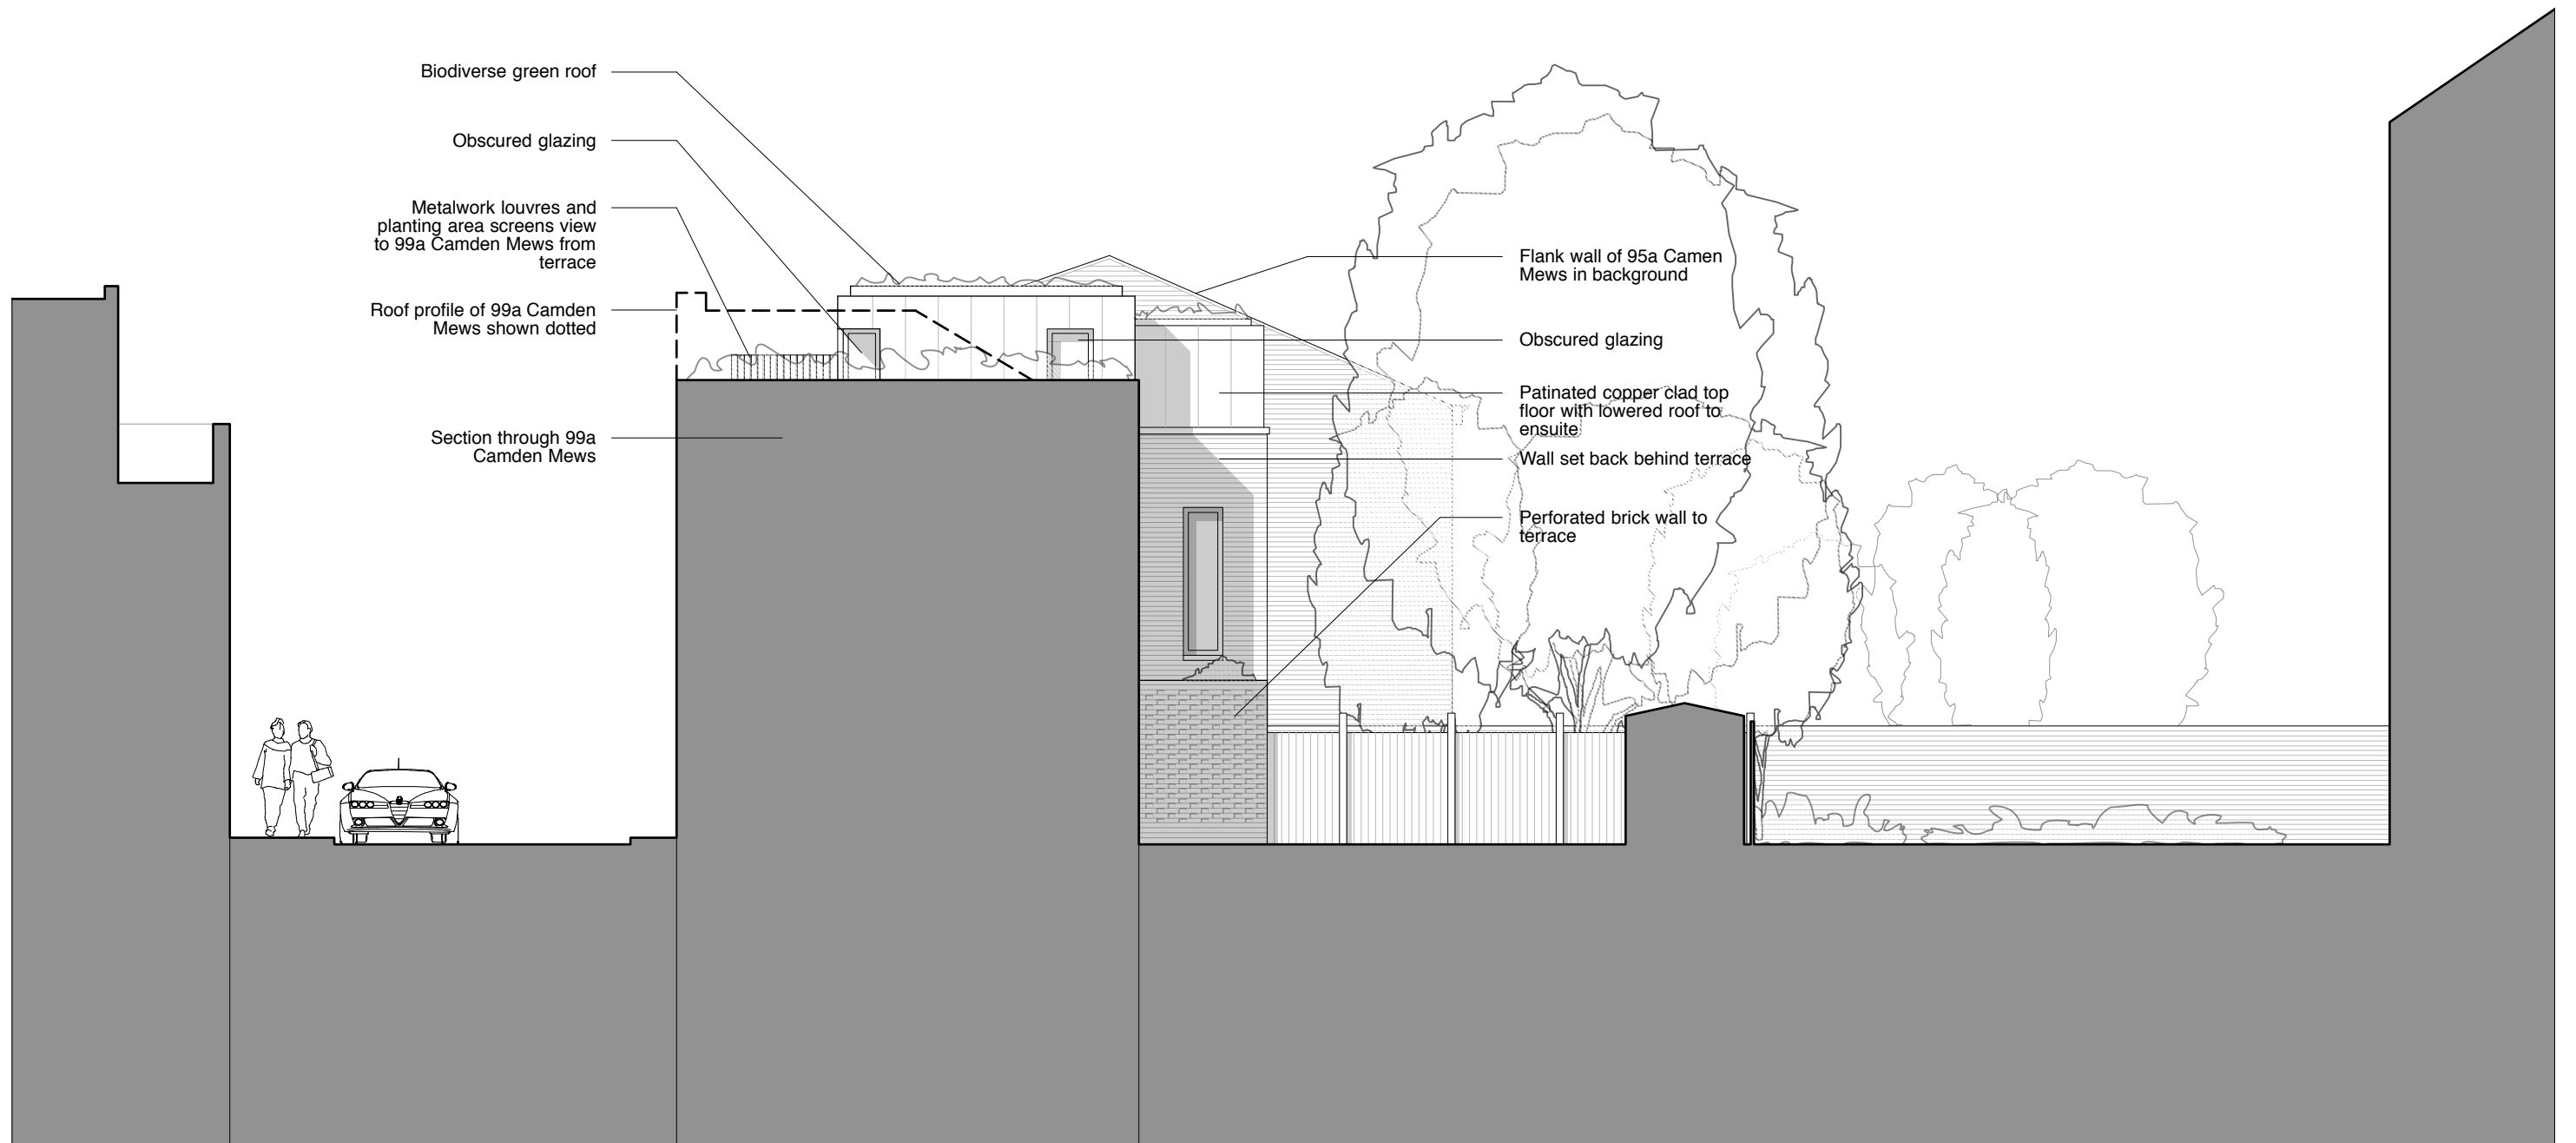 Biodiverse green roof
Obscured glazing
Metalwork louvres and
planting area screens view
to 99a Camden Mews from
terrace
Roof profile of 99a Camden
Mews shown dotted
Section through 99a
Camden Mews
Flank wall of 95a Camen
Mews in background
Obscured glazing
Patinated copper clad top
floor with lowered roof to
ensuite
Wall set back behind terrace
Perforated brick wall to
terrace